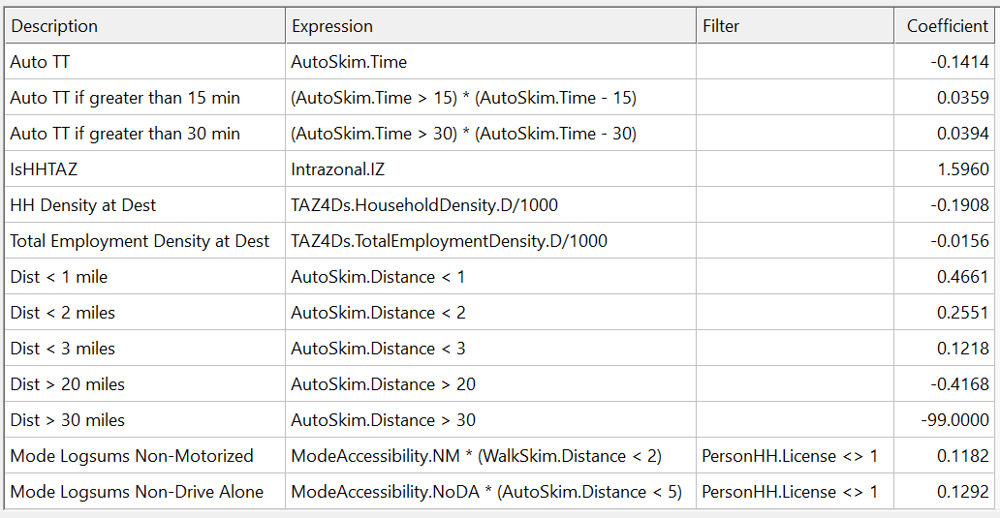 Description Expression Filter Coefficient
Auto TT AutoSkim.Time -0.1414
Auto TT if greater than 15 min (AutoSkim.Time > 15) * (AutoSkim.Time - 15) 0.0359
Auto TT if greater than 30 min (AutoSkim.Time > 30) * (AutoSkim.Time - 30) 0.0394
IsHHTAZ Intrazonal.IZ 1.5960
HH Density at Dest TAZ4Ds.HouseholdDensity.D/1000 -0.1908
Total Employment Density at Dest TAZ4Ds.TotalEmploymentDensity.D/1000 -0.0156
Dist < 1 mile AutoSkim.Distance < 1 0.4661
Dist < 2 miles AutoSkim.Distance < 2 0.2551
Dist < 3 miles AutoSkim.Distance < 3 0.1218
Dist > 20 miles AutoSkim.Distance > 20 -0.4168
Dist > 30 miles AutoSkim.Distance > 30 -99.0000
Mode Logsums Non-Motorized ModeAccessibility.NM * (WalkSkim.Distance < 2) PersonHH.License <> 1 0.1182
Mode Logsums Non-Drive Alone ModeAccessibility.NoDA * (AutoSkim.Distance < 5) PersonHH.License <> 1 0.1292